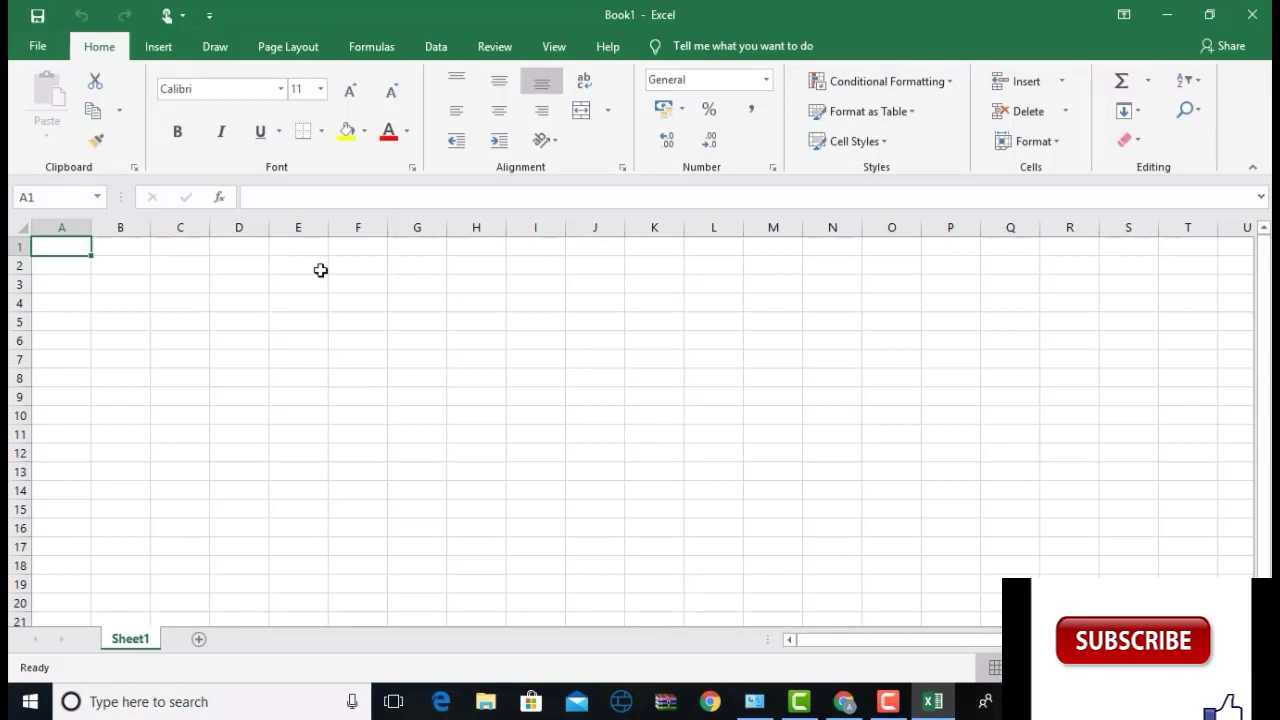 Book1 - Excel
File Home Insert Draw Page Layout Formulas Data Review View Help Tell me what you want to do Share
Paste
Calibri 11
B I U A
ab
General
% ,
Conditional Formatting
Format as Table
Cell Styles
Insert
Delete
Format
Clipboard Font Alignment Number Styles Cells Editing
A1 fx
A B C D E F G H I J K L M N O P Q R S T U
1
2
3
4
5
6
7
8
9
10
11
12
13
14
15
16
17
18
19
20
21
Sheet1
Ready
SUBSCRIBE
Type here to search